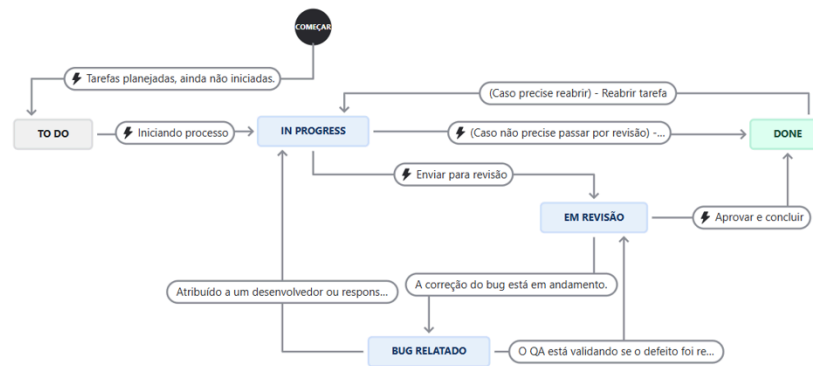 COMEÇAR
Tarefas planejadas, ainda não iniciadas.
(Caso precise reabrir) - Reabrir tarefa
TO DO
Iniciando processo
IN PROGRESS
(Caso não precise passar por revisão) -...
DONE
Enviar para revisão
EM REVISÃO
Aprovar e concluir
Atribuído a um desenvolvedor ou respons...
A correção do bug está em andamento.
BUG RELATADO
O QA está validando se o defeito foi re...